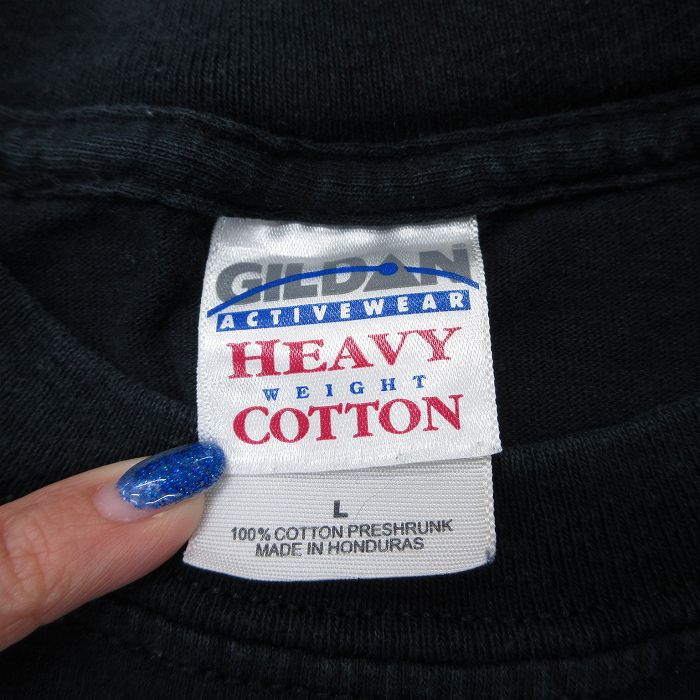 GILDAN
ACTIVEWEAR
HEAVY
WEIGHT
COTTON
L
100% COTTON PRESHRUNK
MADE IN HONDURAS